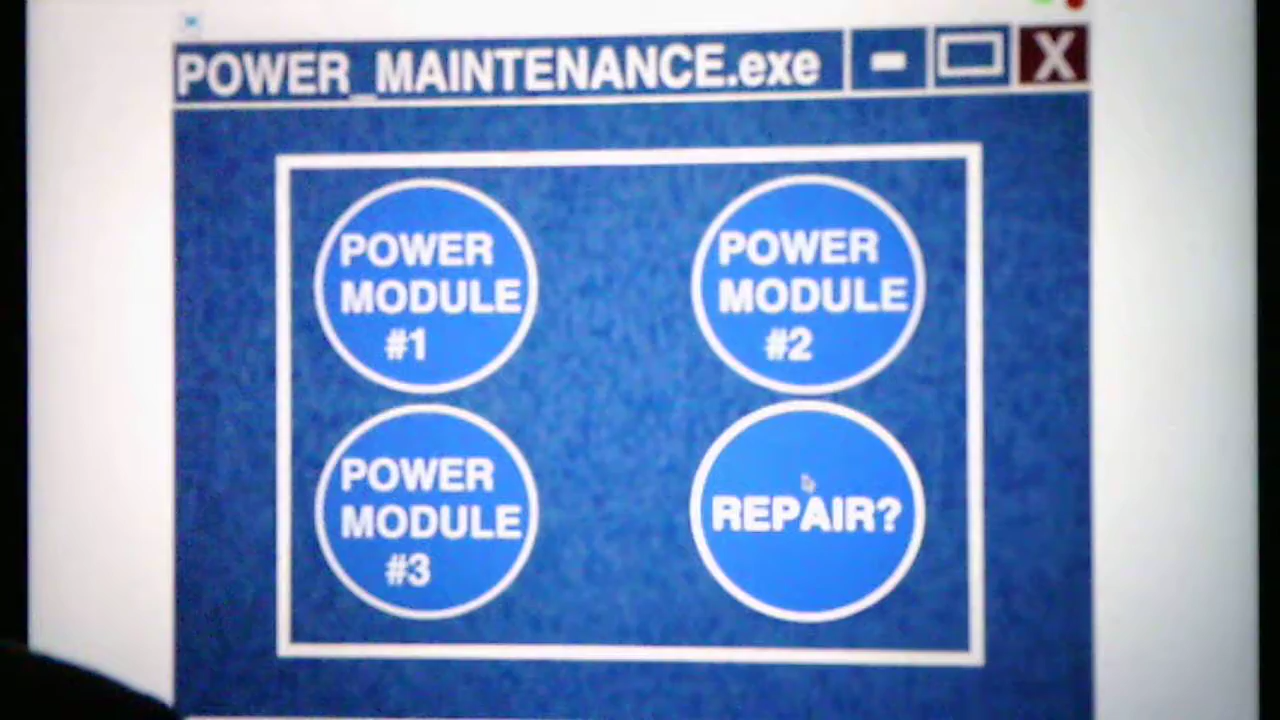 POWER_MAINTENANCE.exe
X
POWER
MODULE
#1
POWER
MODULE
#2
POWER
MODULE
#3
REPAIR?